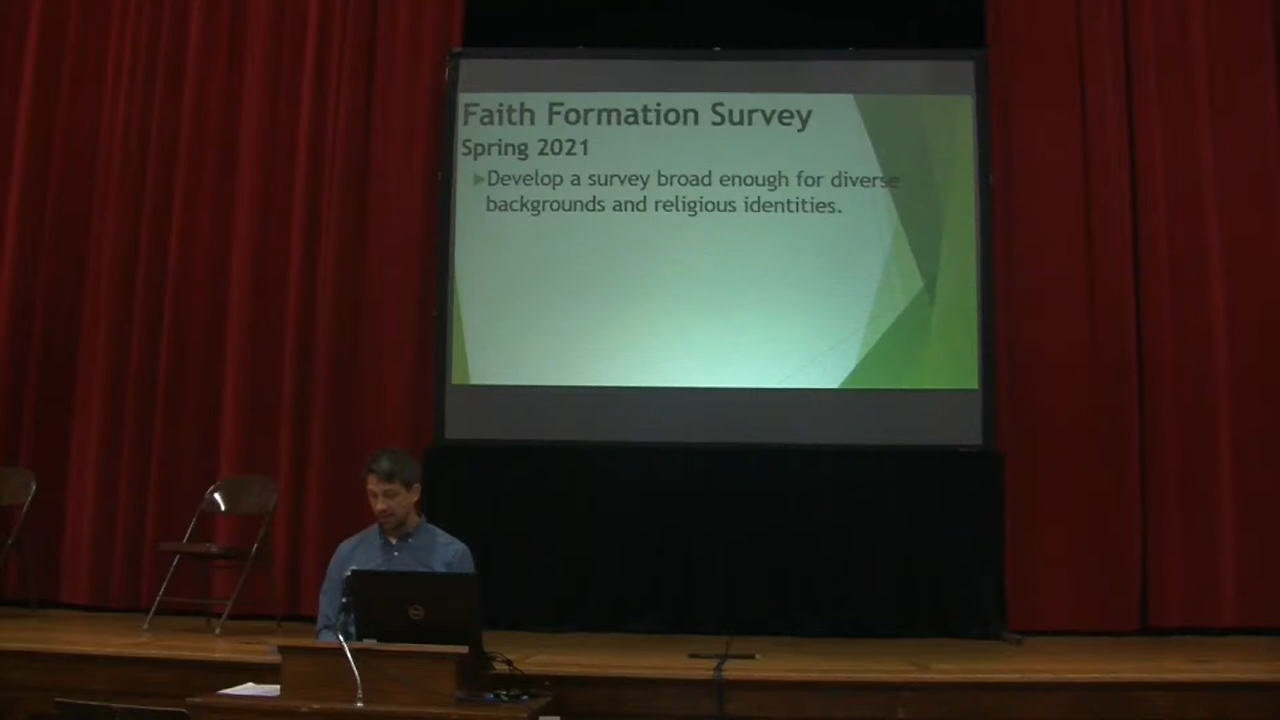 Faith Formation Survey
Spring 2021
Develop a survey broad enough for diverse
backgrounds and religious identities.